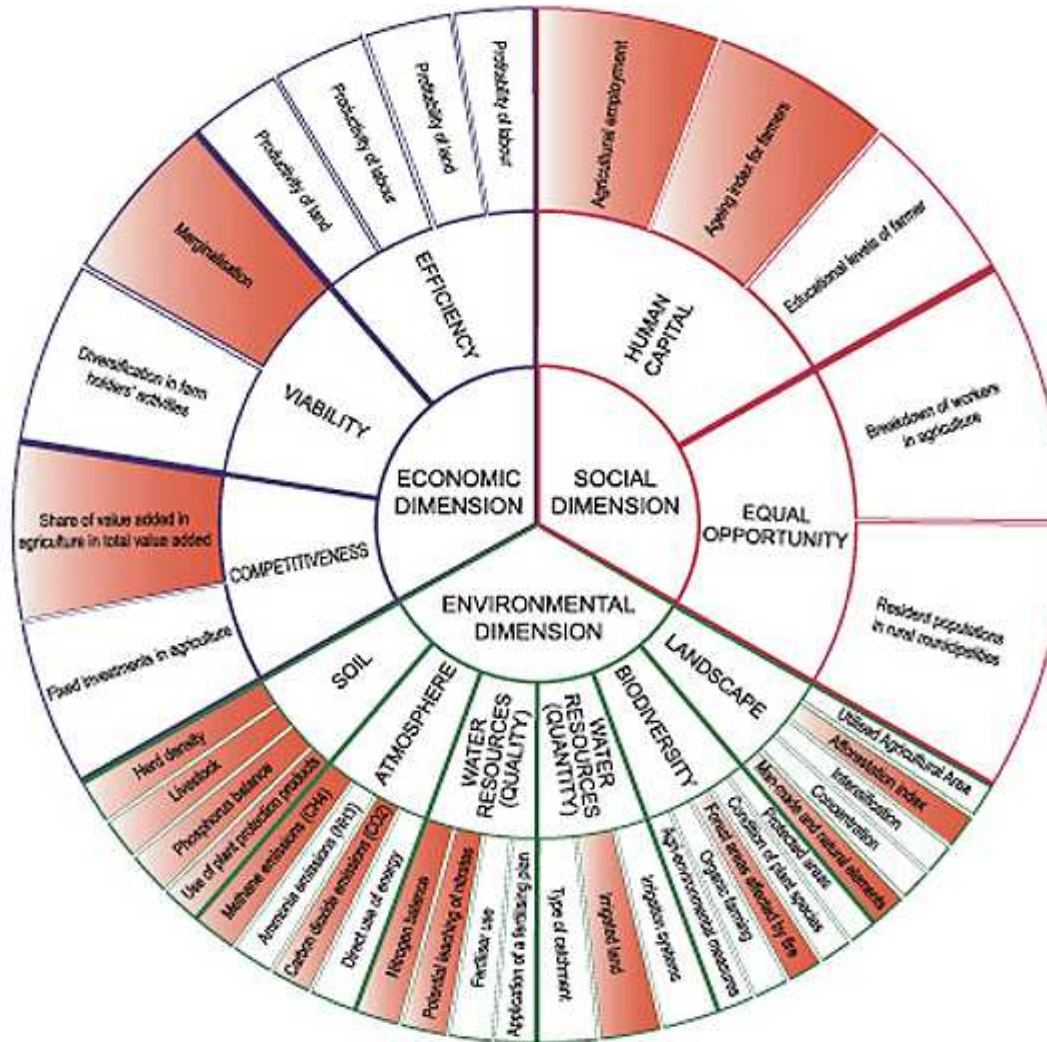 Profitability of labour
Profitability of land
Productivity of labour
Productivity of land
EFFICIENCY
Marginalisation
Diversification in farm
holders' activities
VIABILITY
Share of value added in
agriculture in total value added
Fixed investments in agriculture
COMPETITIVENESS
ECONOMIC
DIMENSION
SOCIAL
DIMENSION
ENVIRONMENTAL
DIMENSION
Agricultural employment
Ageing index for farmers
Educational levels of farmer
HUMAN
CAPITAL
Breakdown of workers
in agriculture
Resident populations
in rural municipalities
EQUAL
OPPORTUNITY
SOIL
Herd density
Livestock
Phosphorus balance
Use of plant protection products
ATMOSPHERE
Methane emissions (CH4)
Ammonia emissions (NH3)
Carbon dioxide emissions (CO2)
Direct use of energy
WATER
RESOURCES
(QUALITY)
Nitrogen balance
Potential leaching of nitrates
Fertiliser use
Application of a fertilising plan
WATER
RESOURCES
(QUANTITY)
Type of catchment
Irrigated land
Irrigation systems
BIODIVERSITY
Agri-environmental measures
Organic farming
Forest areas affected by fire
Condition of plant species
Protected areas
LANDSCAPE
Man-made and natural elements
Concentration
Intensification
Afforestation index
Utilised Agricultural Area